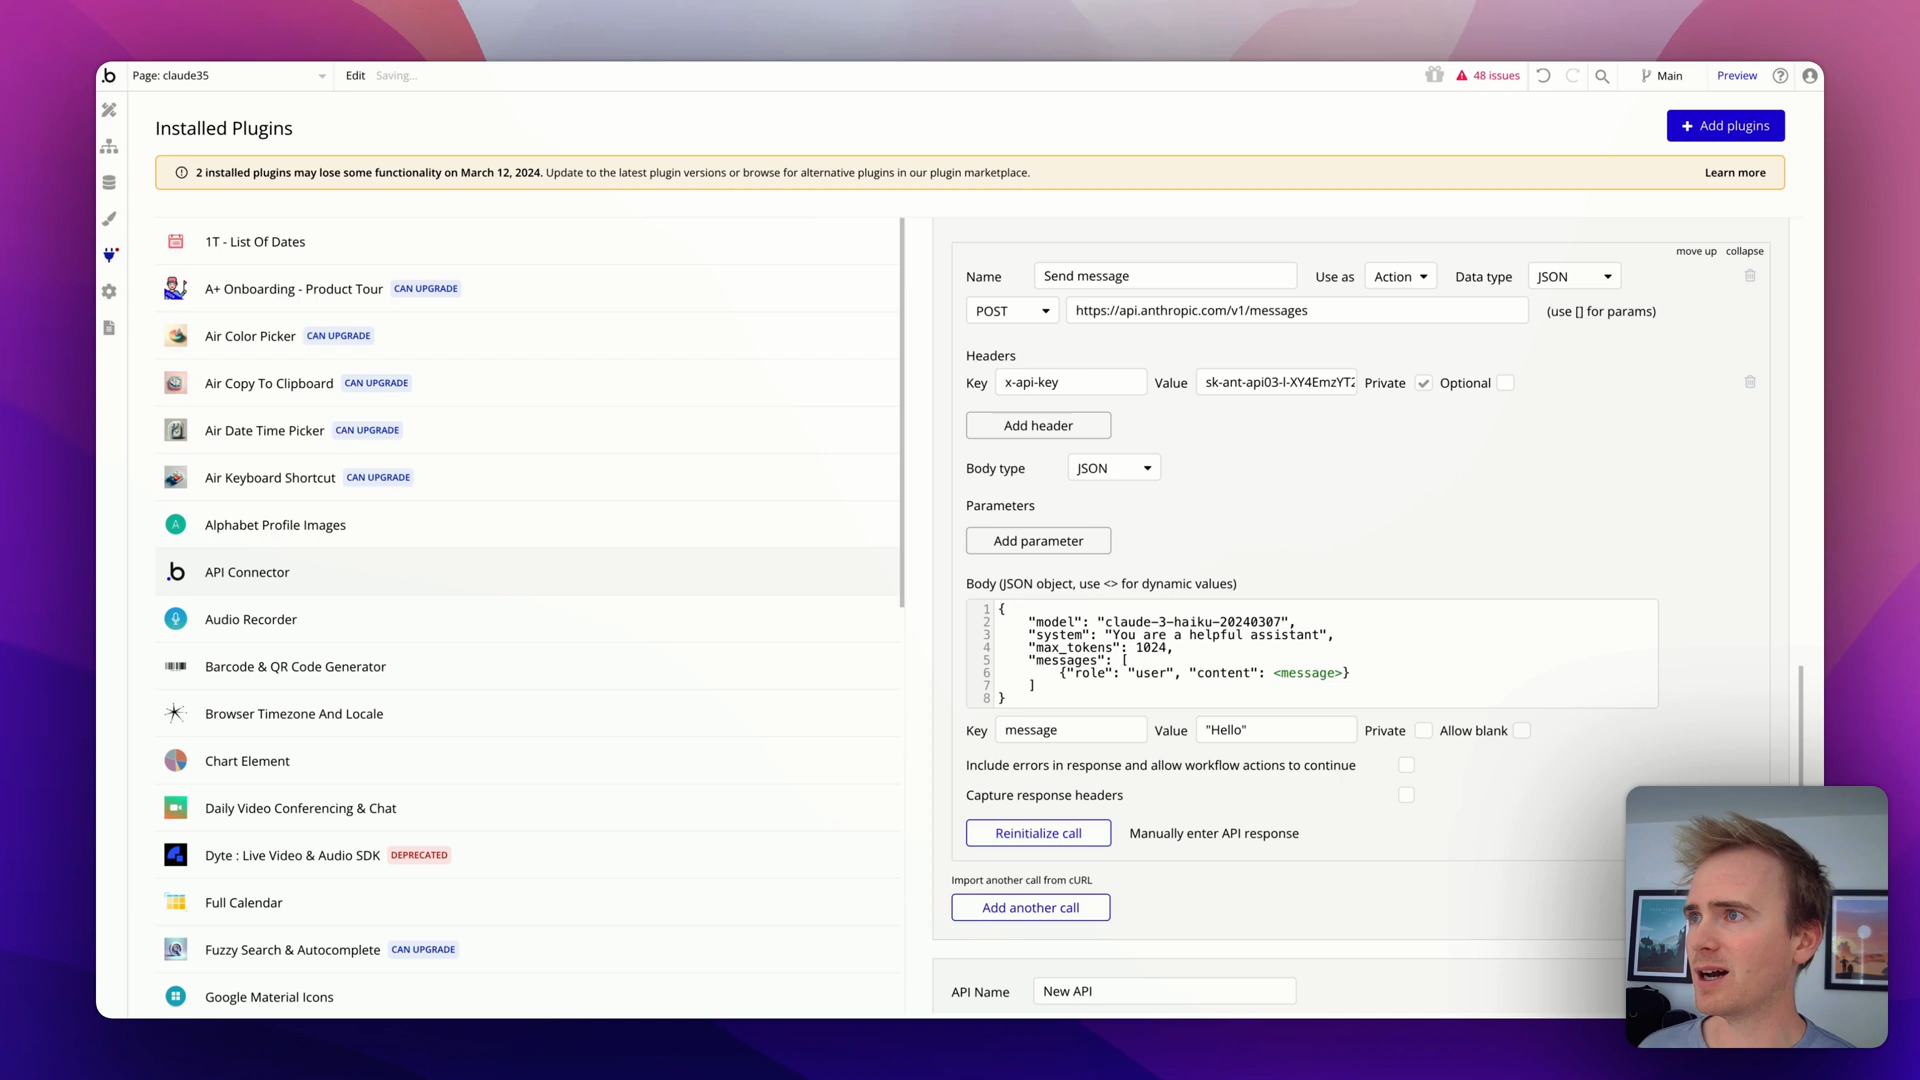 Page: claude35
Edit
Saving...
48 issues
Main
Preview
Installed Plugins
Add plugins
2 installed plugins may lose some functionality on March 12, 2024. Update to the latest plugin versions or browse for alternative plugins in our plugin marketplace.
Learn more
1T - List Of Dates
A+ Onboarding - Product Tour CAN UPGRADE
Air Color Picker CAN UPGRADE
Air Copy To Clipboard CAN UPGRADE
Air Date Time Picker CAN UPGRADE
Air Keyboard Shortcut CAN UPGRADE
A
Alphabet Profile Images
API Connector
Audio Recorder
Barcode & QR Code Generator
Browser Timezone And Locale
Chart Element
Daily Video Conferencing & Chat
Dyte : Live Video & Audio SDK DEPRECATED
Full Calendar
Fuzzy Search & Autocomplete CAN UPGRADE
Google Material Icons
move up collapse
Name Send message Use as Action Data type JSON
POST https://api.anthropic.com/v1/messages (use [] for params)
Headers
Key x-api-key Value sk-ant-api03-l-XY4EmzYT2 Private Optional
Add header
Body type JSON
Parameters
Add parameter
Body (JSON object, use <> for dynamic values)
1 {
2 "model": "claude-3-haiku-20240307",
3 "system": "You are a helpful assistant",
4 "max_tokens": 1024,
5 "messages": [
6 {"role": "user", "content": <message>}
7 ]
8 }
Key message Value "Hello" Private Allow blank
Include errors in response and allow workflow actions to continue
Capture response headers
Reinitialize call Manually enter API response
Import another call from cURL
Add another call
API Name New API